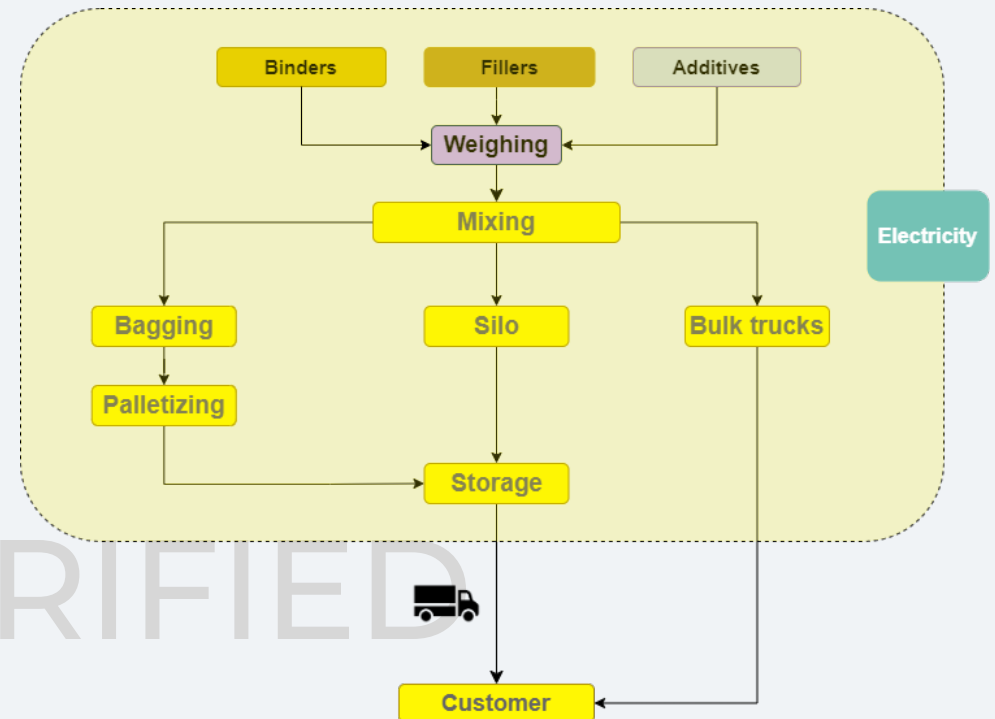 Binders
Fillers
Additives
Weighing
Mixing
Electricity
Bagging
Silo
Bulk trucks
Palletizing
Storage
RIFIED
Customer